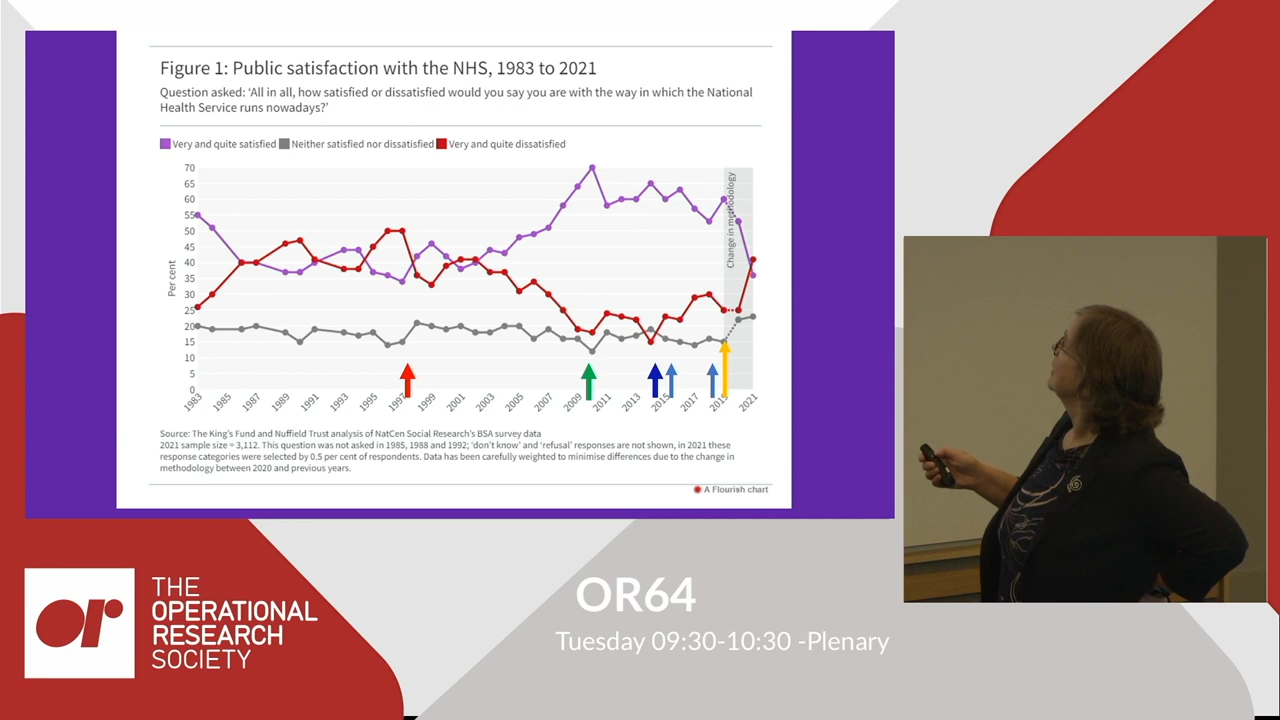 Figure 1: Public satisfaction with the NHS, 1983 to 2021
Question asked: ‘All in all, how satisfied or dissatisfied would you say you are with the way in which the National
Health Service runs nowadays?’
Very and quite satisfied Neither satisfied nor dissatisfied Very and quite dissatisfied
70
65
60
55
50
45
40
35
30
25
20
15
10
5
0
Per cent
Change in methodology
1983 1985 1987 1989 1991 1993 1995 1997 1999 2001 2003 2005 2007 2009 2011 2013 2015 2017 2019 2021
Source: The King's Fund and Nuffield Trust analysis of NatCen Social Research's BSA survey data
2021 sample size = 3,112. This question was not asked in 1985, 1988 and 1992; ‘don't know’ and ‘refusal’ responses are not shown, in 2021 these
response categories were selected by 0.5 per cent of respondents. Data has been carefully weighted to minimise differences due to the change in
methodology between 2020 and previous years.
A Flourish chart
or
THE
OPERATIONAL
RESEARCH
SOCIETY
OR64
Tuesday 09:30-10:30 -Plenary